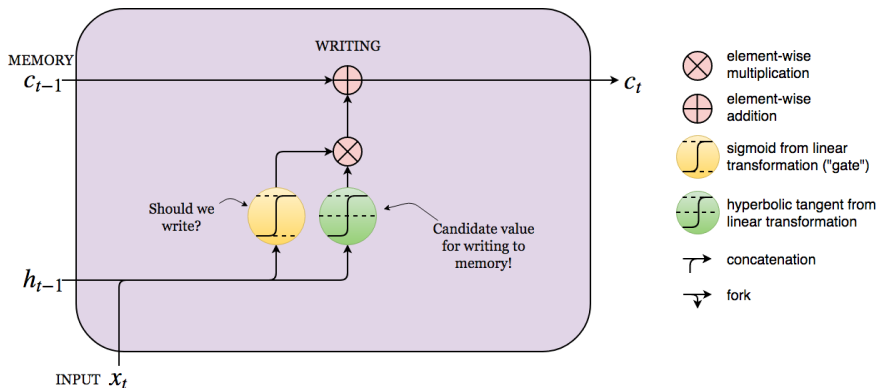 WRITING
MEMORY
c_{t−1}
c_t
Should we
write?
Candidate value
for writing to
memory!
h_{t−1}
INPUT x_t
element-wise
multiplication
element-wise
addition
sigmoid from linear
transformation ("gate")
hyperbolic tangent from
linear transformation
concatenation
fork